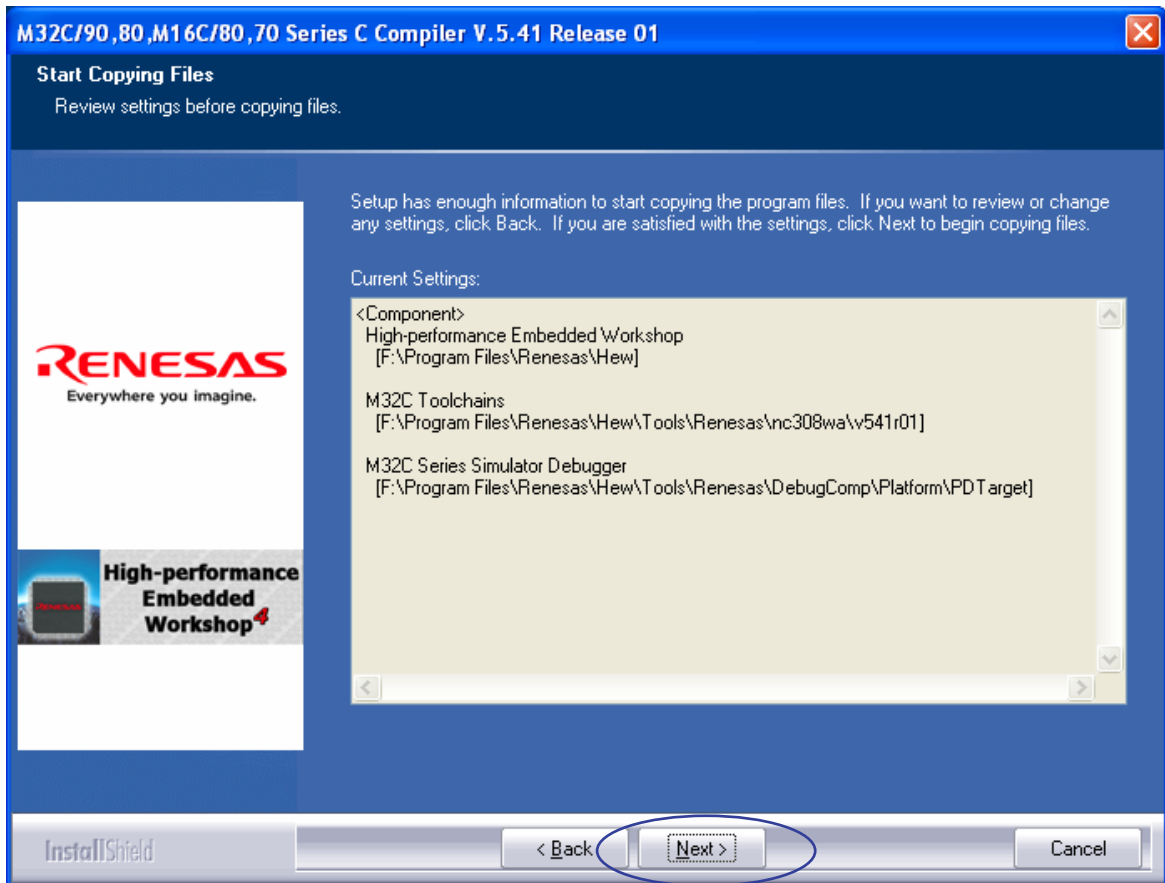 M32C/90,80,M16C/80,70 Series C Compiler V.5.41 Release 01
Start Copying Files
Review settings before copying files.
Setup has enough information to start copying the program files. If you want to review or change
any settings, click Back. If you are satisfied with the settings, click Next to begin copying files.
Current Settings:
<Component>
High-performance Embedded Workshop
[F:\Program Files\Renesas\Hew]
M32C Toolchains
[F:\Program Files\Renesas\Hew\Tools\Renesas\nc308wa\v541r01]
M32C Series Simulator Debugger
[F:\Program Files\Renesas\Hew\Tools\Renesas\DebugComp\Platform\PDTarget]
RENESAS
Everywhere you imagine.
RENESAS
High-performance
Embedded
Workshop4
InstallShield
< Back
Next >
Cancel